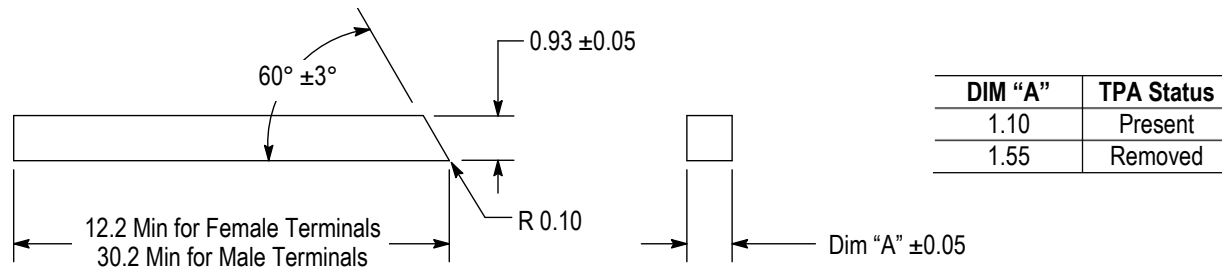 0.93 ±0.05
60° ±3°
12.2 Min for Female Terminals
30.2 Min for Male Terminals
R 0.10
Dim “A” ±0.05
DIM “A” TPA Status
1.10 Present
1.55 Removed